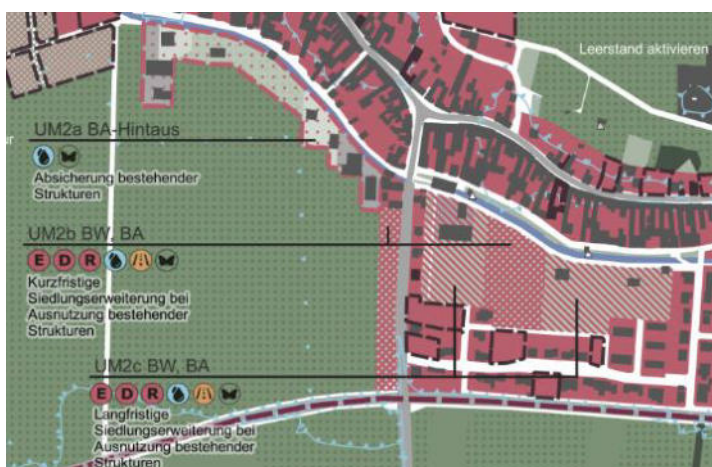 Leerstand aktivieren
UM2a BA-Hintaus
Absicherung bestehender
Strukturen
UM2b BW, BA
E D R
Kurzfristige
Siedlungserweiterung bei
Ausnutzung bestehender
Strukturen
UM2c BW, BA
E D R
Langfristige
Siedlungserweiterung bei
Ausnutzung bestehender
Strukturen